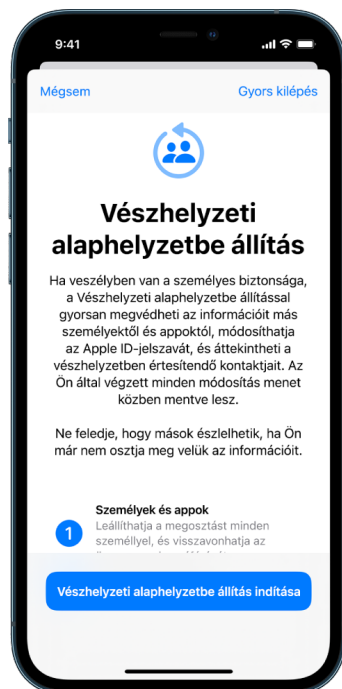 9:41
Mégsem
Gyors kilépés
Vészhelyzeti
alaphelyzetbe állítás
Ha veszélyben van a személyes biztonsága,
a Vészhelyzeti alaphelyzetbe állítással
gyorsan megvédheti az információit más
személyektől és appoktól, módosíthatja
az Apple ID-jelszavát, és áttekintheti a
vészhelyzetben értesítendő kontaktjait. Az
Ön által végzett minden módosítás menet
közben mentve lesz.
Ne feledje, hogy mások észlelhetik, ha Ön
már nem osztja meg velük az információit.
1
Személyek és appok
Leállíthatja a megosztást minden
személlyel, és visszavonhatja az
Vészhelyzeti alaphelyzetbe állítás indítása